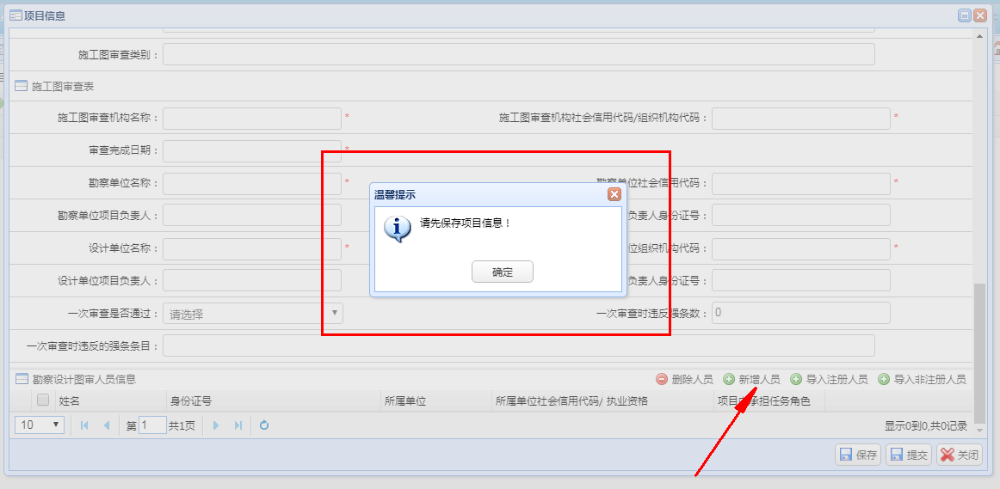 项目信息
施工图审查类别：
施工图审查表
施工图审查机构名称： * 施工图审查机构社会信用代码/组织机构代码： *
审查完成日期： *
勘察单位名称： * 勘察单位社会信用代码： *
温馨提示
勘察单位项目负责人： 负责人身份证号：
请先保存项目信息！
设计单位名称： * 位组织机构代码： *
确定
设计单位项目负责人： 负责人身份证号：
一次审查是否通过： 请选择 一次审查时违反强条数： 0
一次审查时违反的强条条目：
勘察设计图审人员信息 删除人员 新增人员 导入注册人员 导入非注册人员
姓名 身份证号 所属单位 所属单位社会信用代码/ 执业资格 项目中承担任务角色
10 第 1 共1页 显示0到0,共0记录
保存 提交 关闭